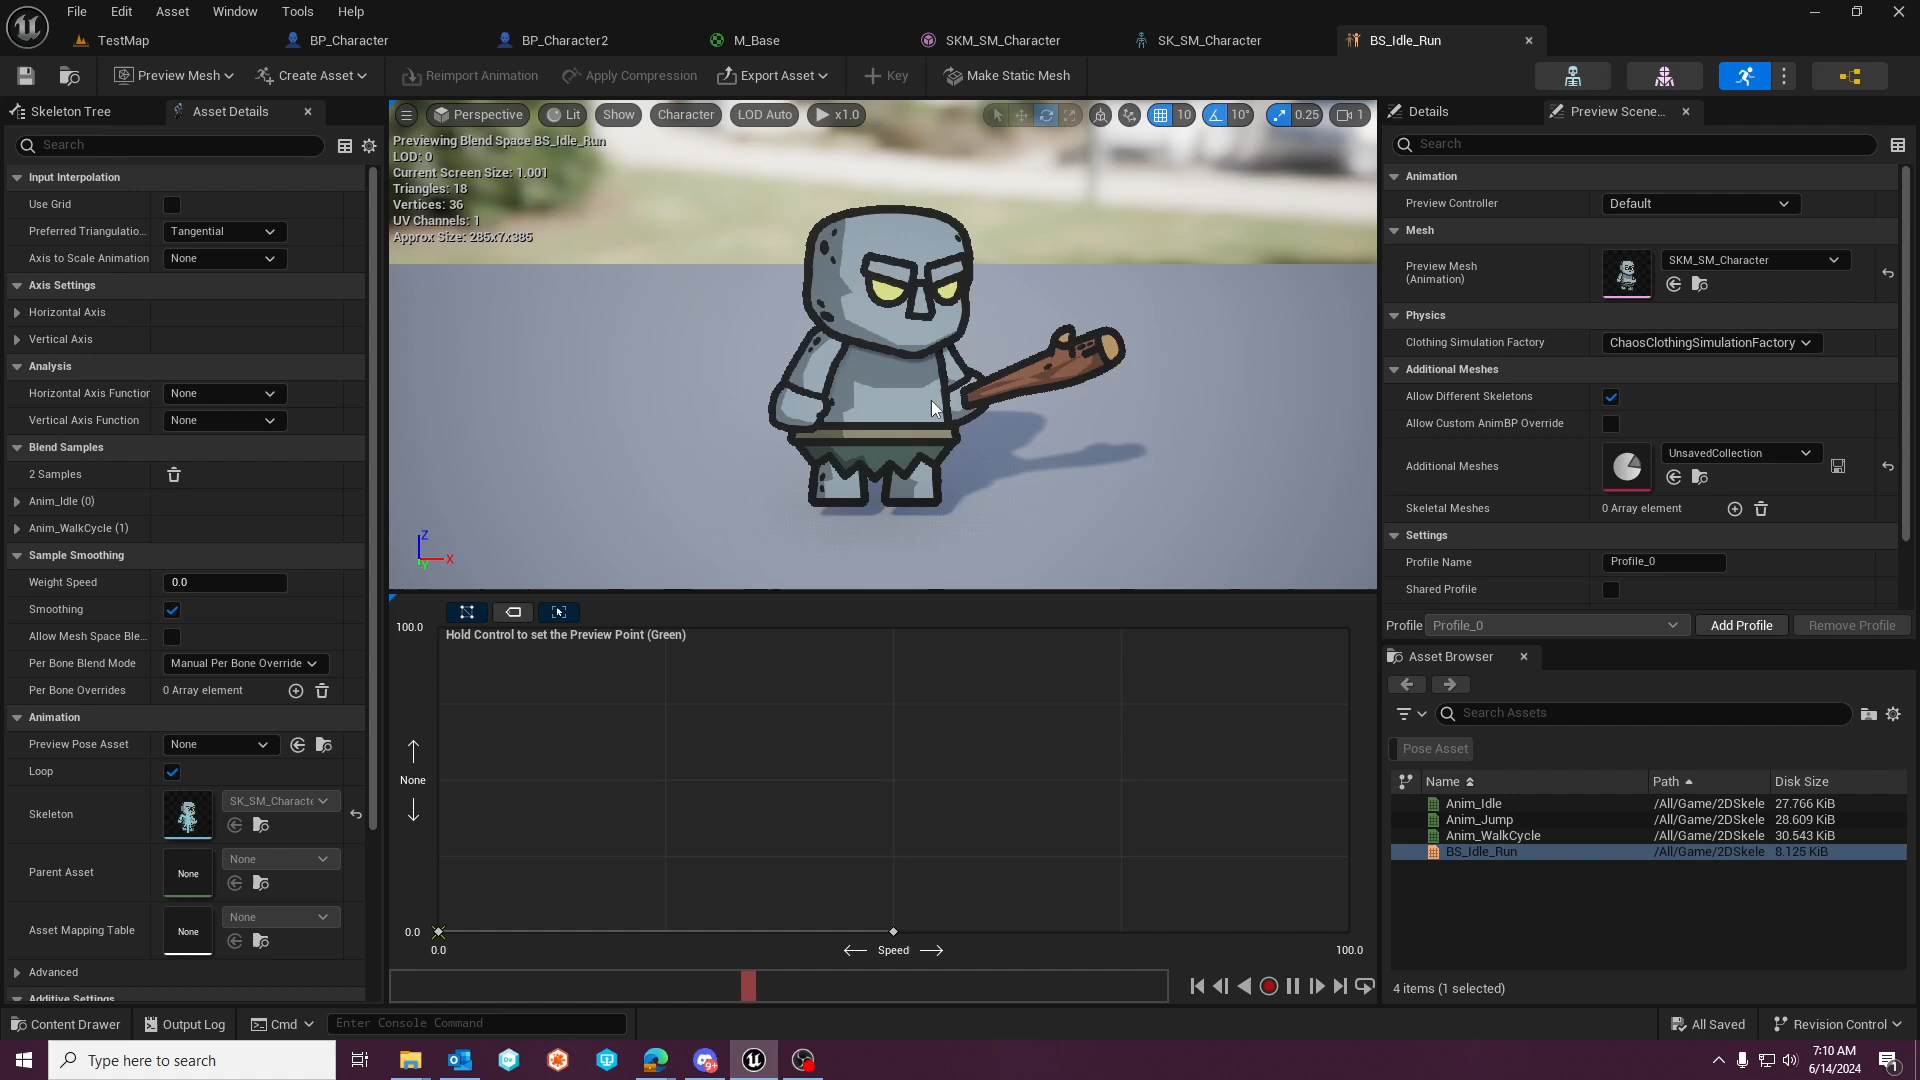 File Edit Asset Window Tools Help
TestMap BP_Character BP_Character2 M_Base SKM_SM_Character SK_SM_Character BS_Idle_Run
Preview Mesh Create Asset Reimport Animation Apply Compression Export Asset Key Make Static Mesh
Skeleton Tree Asset Details
Search
Input Interpolation
Use Grid
Preferred Triangulatio... Tangential
Axis to Scale Animation None
Axis Settings
Horizontal Axis
Vertical Axis
Analysis
Horizontal Axis Function None
Vertical Axis Function None
Blend Samples
2 Samples
Anim_Idle (0)
Anim_WalkCycle (1)
Sample Smoothing
Weight Speed 0.0
Smoothing
Allow Mesh Space Ble...
Per Bone Blend Mode Manual Per Bone Override
Per Bone Overrides 0 Array element
Animation
Preview Pose Asset None
Loop
Skeleton SK_SM_Characte
Parent Asset None None
Asset Mapping Table None None
Advanced
Additive Settings
Perspective Lit Show Character LOD Auto x1.0 10 10° 0.25 1
Previewing Blend Space BS_Idle_Run
LOD: 0
Current Screen Size: 1.001
Triangles: 18
Vertices: 36
UV Channels: 1
Approx Size: 285x7x385
Z
X
Y
100.0
Hold Control to set the Preview Point (Green)
None
0.0
0.0 Speed 100.0
Details Preview Scene...
Search
Animation
Preview Controller Default
Mesh
Preview Mesh
(Animation) SKM_SM_Character
Physics
Clothing Simulation Factory ChaosClothingSimulationFactory
Additional Meshes
Allow Different Skeletons
Allow Custom AnimBP Override
Additional Meshes UnsavedCollection
Skeletal Meshes 0 Array element
Settings
Profile Name Profile_0
Shared Profile
Profile Profile_0 Add Profile Remove Profile
Asset Browser
Search Assets
Pose Asset
Name Path Disk Size
Anim_Idle /All/Game/2DSkele 27.766 KiB
Anim_Jump /All/Game/2DSkele 28.609 KiB
Anim_WalkCycle /All/Game/2DSkele 30.543 KiB
BS_Idle_Run /All/Game/2DSkele 8.125 KiB
4 items (1 selected)
Content Drawer Output Log Cmd Enter Console Command All Saved Revision Control
Type here to search
7:10 AM
6/14/2024